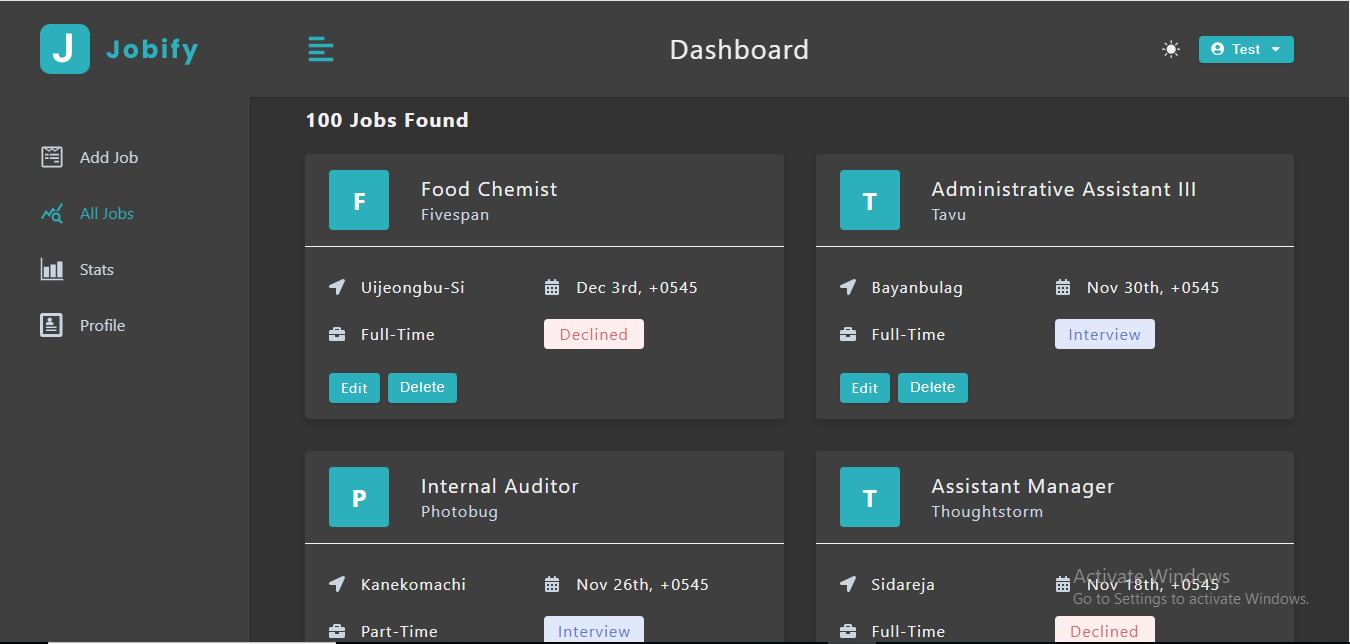 J Jobify
Dashboard
Test
Add Job
All Jobs
Stats
Profile
100 Jobs Found
F
Food Chemist
Fivespan
Uijeongbu-Si
Dec 3rd, +0545
Full-Time
Declined
Edit
Delete
T
Administrative Assistant III
Tavu
Bayanbulag
Nov 30th, +0545
Full-Time
Interview
Edit
Delete
P
Internal Auditor
Photobug
Kanekomachi
Nov 26th, +0545
Part-Time
Interview
T
Assistant Manager
Thoughtstorm
Sidareja
Nov 18th, +0545
Full-Time
Declined
Activate Windows
Go to Settings to activate Windows.